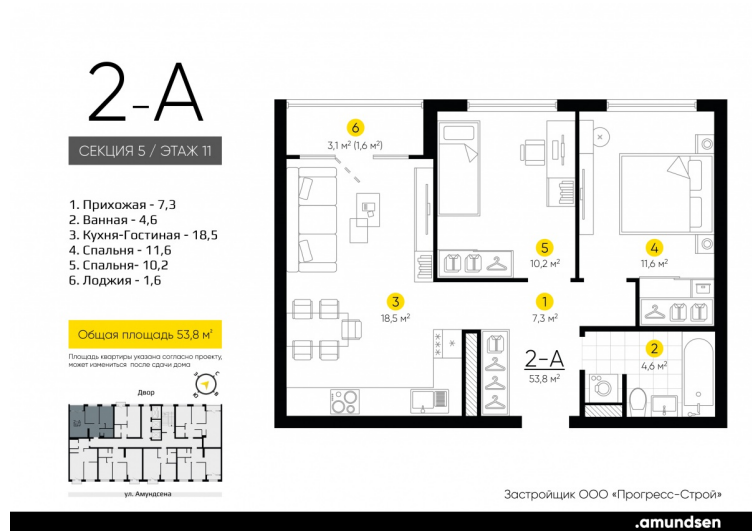 2-А
СЕКЦИЯ 5 / ЭТАЖ 11
1. Прихожая - 7,3
2. Ванная - 4,6
3. Кухня-Гостиная - 18,5
4. Спальня - 11,6
5. Спальня- 10,2
6. Лоджия - 1,6
Общая площадь 53,8 м²
Площадь квартиры указана согласно проекту,
может измениться после сдачи дома
Двор
ул. Амундсена
6
3,1 м² (1,6 м²)
5
10,2 м²
4
11,6 м²
3
18,5 м²
1
7,3 м²
2-А
53,8 м²
2
4,6 м²
Застройщик ООО «Прогресс-Строй»
.amundsen